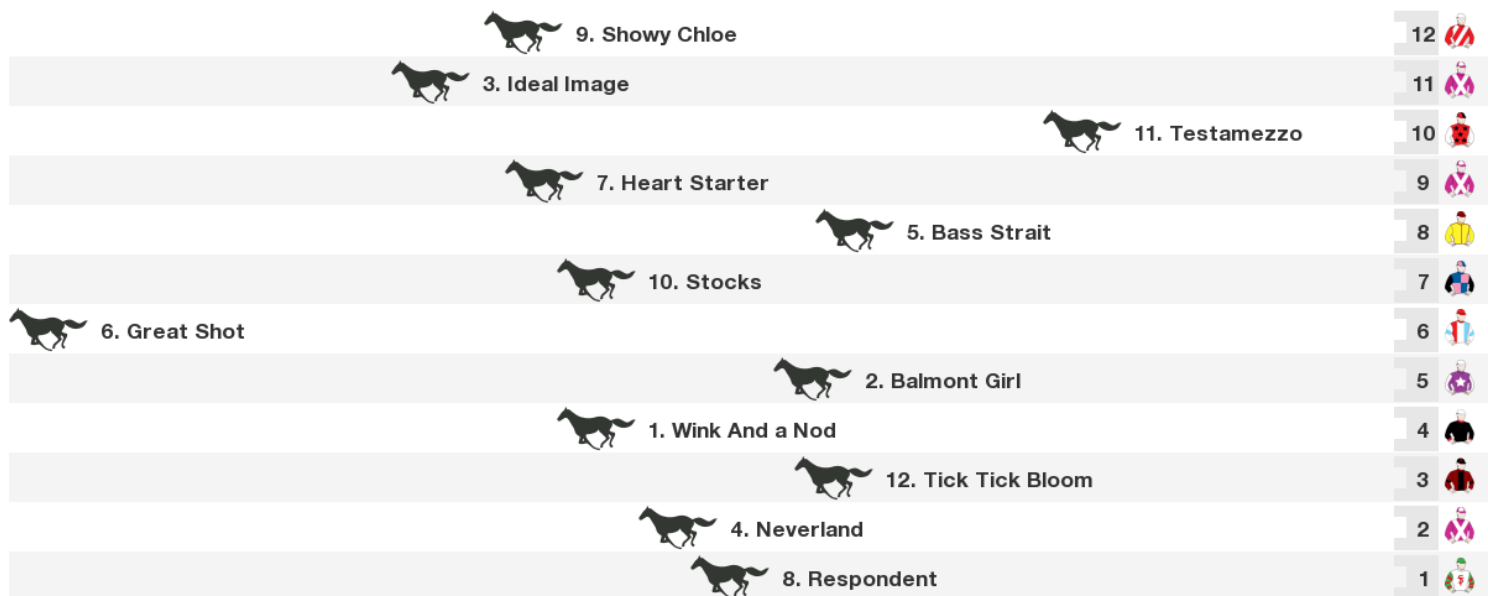 9. Showy Chloe 12
3. Ideal Image 11
11. Testamezzo 10
7. Heart Starter 9
5. Bass Strait 8
10. Stocks 7
6. Great Shot 6
2. Balmont Girl 5
1. Wink And a Nod 4
12. Tick Tick Bloom 3
4. Neverland 2
8. Respondent 1